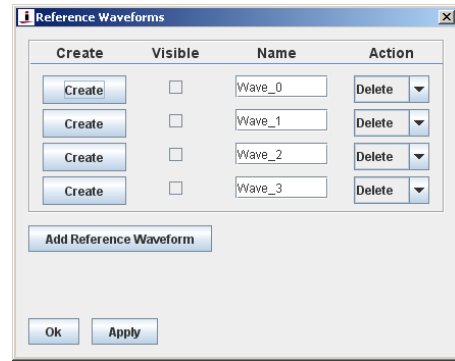 Reference Waveforms
Create Visible Name Action
Create Wave_0 Delete
Create Wave_1 Delete
Create Wave_2 Delete
Create Wave_3 Delete
Add Reference Waveform
Ok Apply